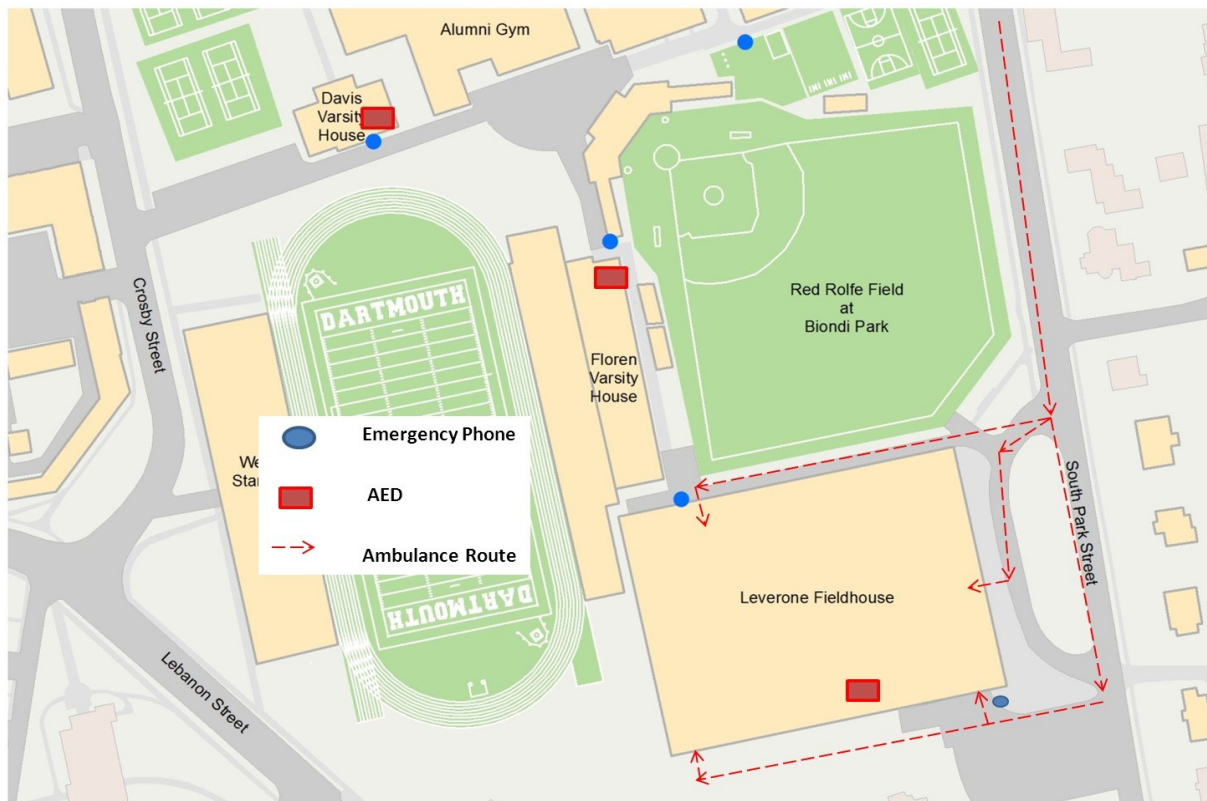 Alumni Gym
Davis
Varsity
House
DARTMOUTH
Crosby Street
Red Rolfe Field
at
Biondi Park
Floren
Varsity
House
Emergency Phone
AED
Ambulance Route
South Park Street
Leverone Fieldhouse
DARTMOUTH
Lebanon Street